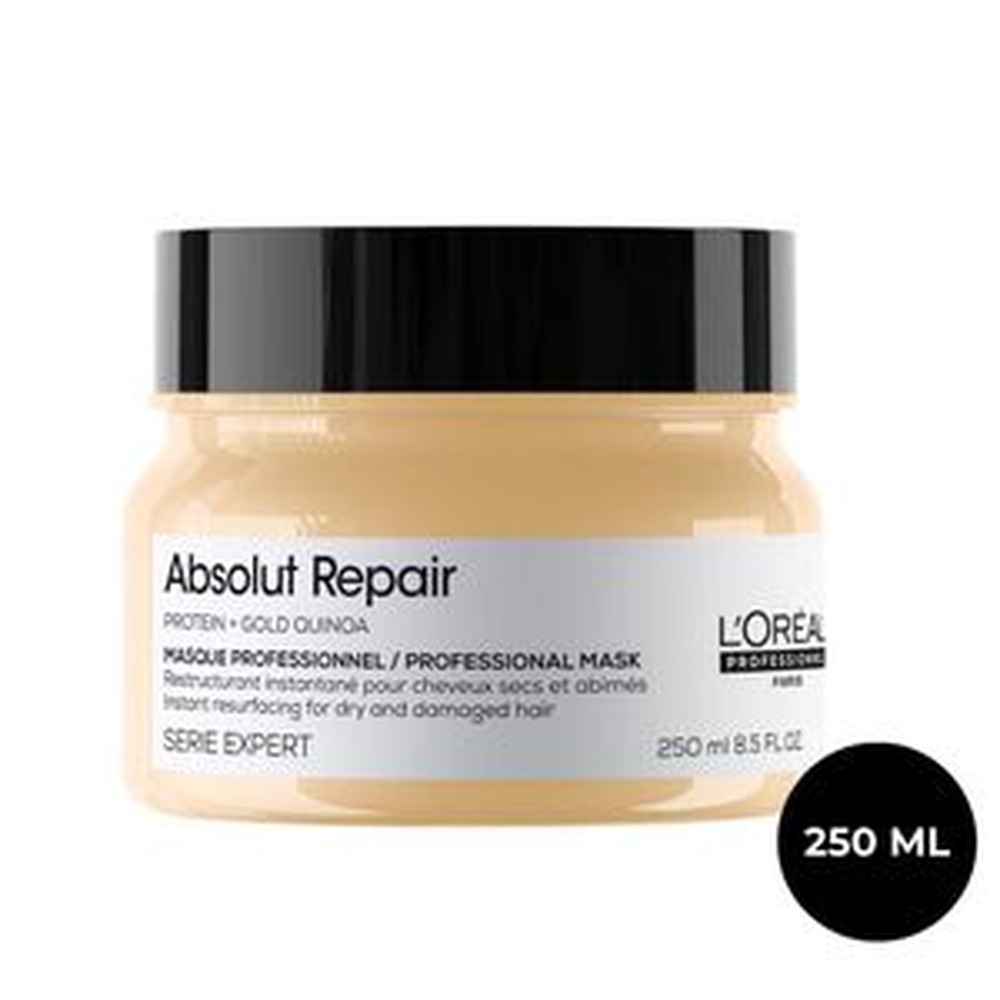 Absolut Repair
PROTEIN + GOLD QUINOA
MASQUE PROFESSIONNEL / PROFESSIONAL MASK
Restructurant instantané pour cheveux secs et abîmés
Instant resurfacing for dry and damaged hair
SERIE EXPERT
L'ORÉAL
PROFESSIONNEL
PARIS
250 ml 8.5 FL OZ
250 ML